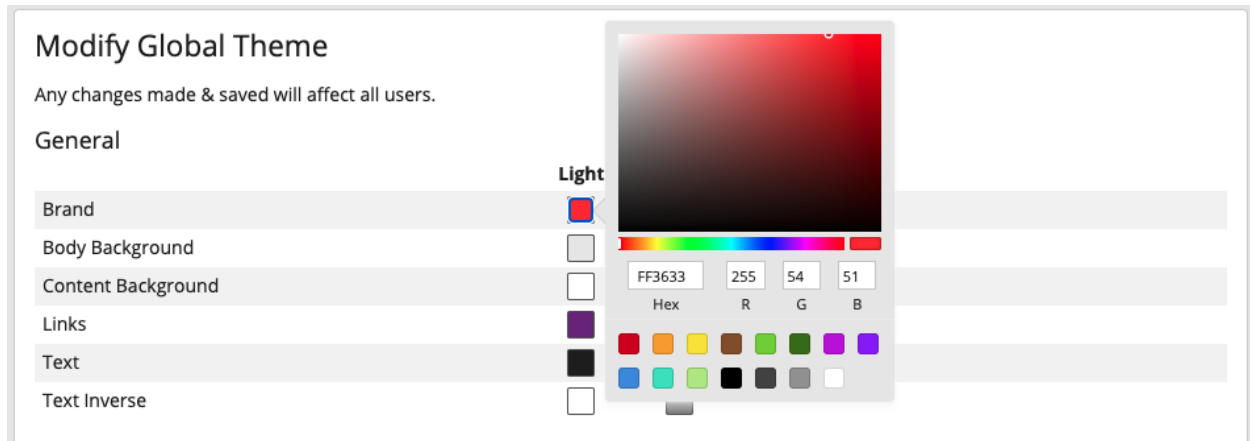 Modify Global Theme
Any changes made & saved will affect all users.
General
Light
Brand
Body Background
Content Background
Links
Text
Text Inverse
FF3633 255 54 51
Hex R G B